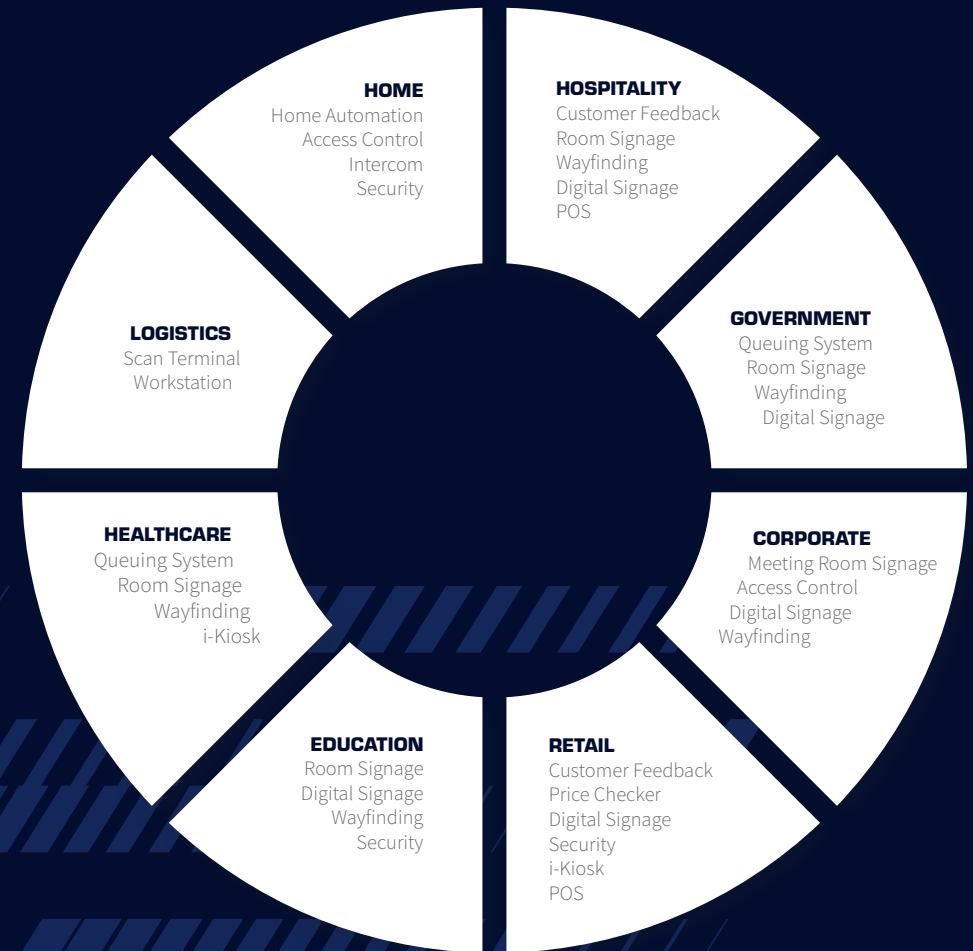 HOME
Home Automation
Access Control
Intercom
Security
HOSPITALITY
Customer Feedback
Room Signage
Wayfinding
Digital Signage
POS
GOVERNMENT
Queuing System
Room Signage
Wayfinding
Digital Signage
CORPORATE
Meeting Room Signage
Access Control
Digital Signage
Wayfinding
RETAIL
Customer Feedback
Price Checker
Digital Signage
Security
i-Kiosk
POS
EDUCATION
Room Signage
Digital Signage
Wayfinding
Security
HEALTHCARE
Queuing System
Room Signage
Wayfinding
i-Kiosk
LOGISTICS
Scan Terminal
Workstation